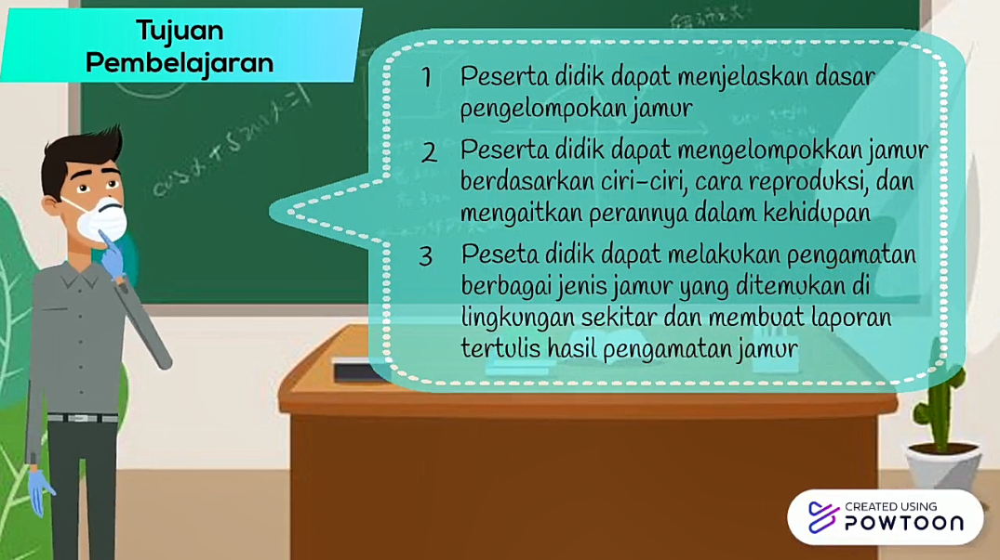 Tujuan
Pembelajaran
1 Peserta didik dapat menjelaskan dasar
pengelompokan jamur
2 Peserta didik dapat mengelompokkan jamur
berdasarkan ciri-ciri, cara reproduksi, dan
mengaitkan perannya dalam kehidupan
3 Peseta didik dapat melakukan pengamatan
berbagai jenis jamur yang ditemukan di
lingkungan sekitar dan membuat laporan
tertulis hasil pengamatan jamur
CREATED USING
POWTOON